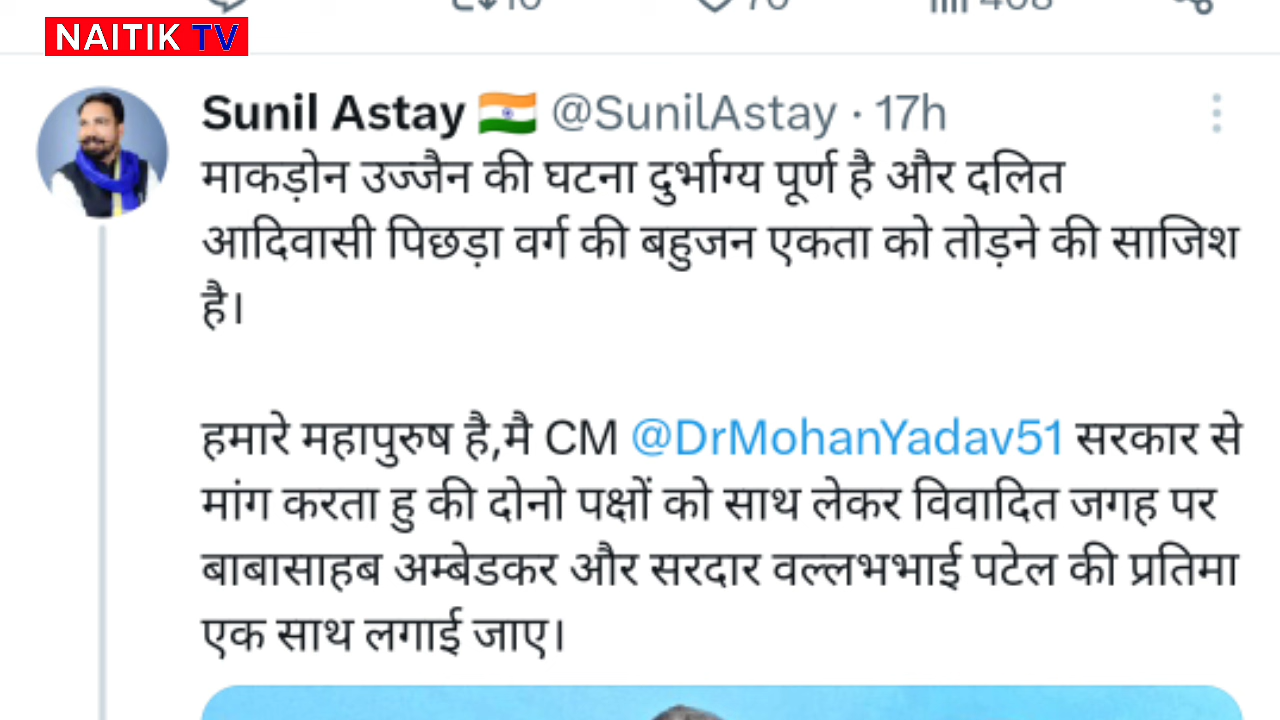 NAITIK TV
Sunil Astay 🇮🇳 @SunilAstay · 17h
माकड़ोन उज्जैन की घटना दुर्भाग्य पूर्ण है और दलित
आदिवासी पिछड़ा वर्ग की बहुजन एकता को तोड़ने की साजिश
है।
हमारे महापुरुष है,मै CM @DrMohanYadav51 सरकार से
मांग करता हु की दोनो पक्षों को साथ लेकर विवादित जगह पर
बाबासाहब अम्बेडकर और सरदार वल्लभभाई पटेल की प्रतिमा
एक साथ लगाई जाए।